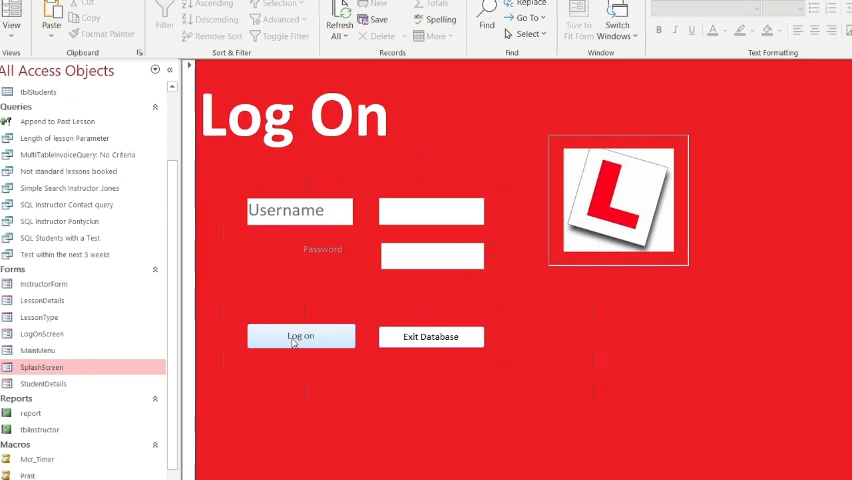 Cut
Copy
Format Painter
View
Paste
Filter
Ascending
Descending
Remove Sort
Selection
Advanced
Toggle Filter
Refresh
All
New
Save
Delete
Spelling
More
Find
Replace
Go To
Select
Size to
Fit Form
Switch
Windows
B I U A
Views
Clipboard
Sort & Filter
Records
Find
Window
Text Formatting
All Access Objects
tblStudents
Queries
Append to Past Lesson
Length of lesson Parameter
MultiTableInvoiceQuery: No Criteria
Not standard lessons booked
Simple Search Instructor Jones
SQL Instructor Contact query
SQL Instructor Pontyclun
SQL Students with a Test
Test within the next 3 weeks
Forms
InstructorForm
LessonDetails
LessonType
LogOnScreen
MainMenu
SplashScreen
StudentDetails
Reports
report
tblInstructor
Macros
Mcr_Timer
Print
Log On
L
Username
Password
Log on
Exit Database